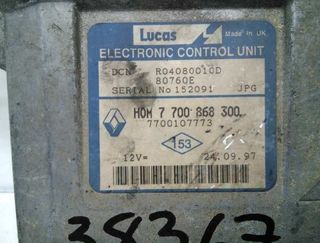 Lucas
Made in UK
ELECTRONIC CONTROL UNIT
DCN R04080010D
80760E
SERIAL No 152091 JPG
HOM 7 700 868 300
7700107773
153
12V= 24.09.97
38367